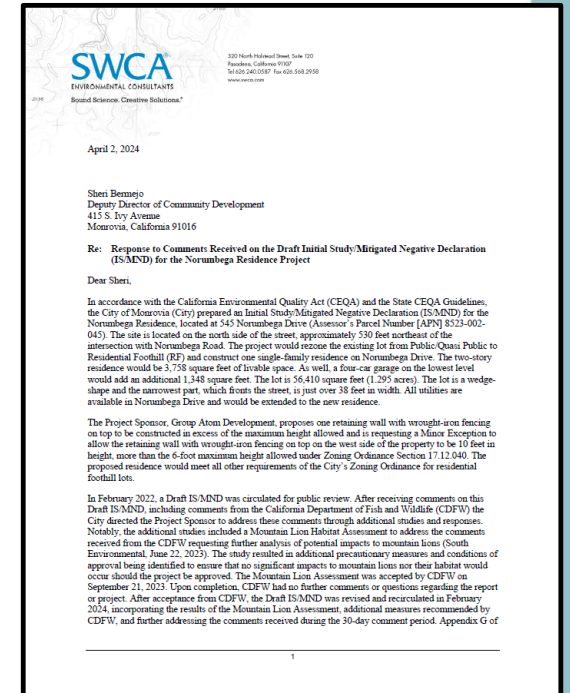 SWCA
ENVIRONMENTAL CONSULTANTS
Sound Science. Creative Solutions.®
320 North Halstead Street, Suite 120
Pasadena, California 91107
Tel 626.240.0587 Fax 626.568.2958
www.swca.com
April 2, 2024
Sheri Bermejo
Deputy Director of Community Development
415 S. Ivy Avenue
Monrovia, California 91016
Re: Response to Comments Received on the Draft Initial Study/Mitigated Negative Declaration
(IS/MND) for the Norumbega Residence Project
Dear Sheri,
In accordance with the California Environmental Quality Act (CEQA) and the State CEQA Guidelines,
the City of Monrovia (City) prepared an Initial Study/Mitigated Negative Declaration (IS/MND) for the
Norumbega Residence, located at 545 Norumbega Drive (Assessor's Parcel Number [APN] 8523-002-
045). The site is located on the north side of the street, approximately 530 feet northeast of the
intersection with Norumbega Road. The project would rezone the existing lot from Public/Quasi Public to
Residential Foothill (RF) and construct one single-family residence on Norumbega Drive. The two-story
residence would be 3,758 square feet of livable space. As well, a four-car garage on the lowest level
would add an additional 1,348 square feet. The lot is 56,410 square feet (1.295 acres). The lot is a wedge-
shape and the narrowest part, which fronts the street, is just over 38 feet in width. All utilities are
available in Norumbega Drive and would be extended to the new residence.
The Project Sponsor, Group Atom Development, proposes one retaining wall with wrought-iron fencing
on top to be constructed in excess of the maximum height allowed and is requesting a Minor Exception to
allow the retaining wall with wrought-iron fencing on top on the west side of the property to be 10 feet in
height, more than the 6-foot maximum height allowed under Zoning Ordinance Section 17.12.040. The
proposed residence would meet all other requirements of the City's Zoning Ordinance for residential
foothill lots.
In February 2022, a Draft IS/MND was circulated for public review. After receiving comments on this
Draft IS/MND, including comments from the California Department of Fish and Wildlife (CDFW) the
City directed the Project Sponsor to address these comments through additional studies and responses.
Notably, the additional studies included a Mountain Lion Habitat Assessment to address the comments
received from the CDFW requesting further analysis of potential impacts to mountain lions (South
Environmental, June 22, 2023). The study resulted in additional precautionary measures and conditions of
approval being identified to ensure that no significant impacts to mountain lions nor their habitat would
occur should the project be approved. The Mountain Lion Assessment was accepted by CDFW on
September 21, 2023. Upon completion, CDFW had no further comments or questions regarding the report
or project. After acceptance from CDFW, the Draft IS/MND was revised and recirculated in February
2024, incorporating the results of the Mountain Lion Assessment, additional measures recommended by
CDFW, and further addressing the comments received during the 30-day comment period. Appendix G of
1